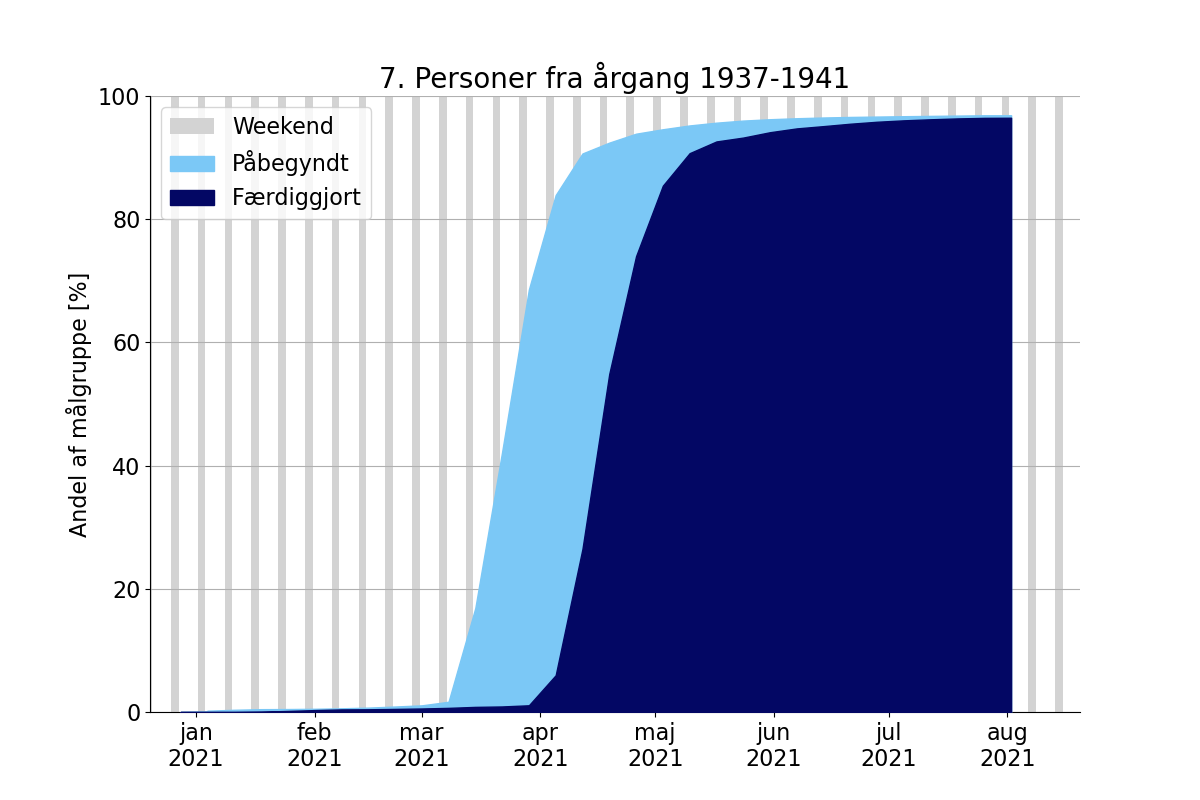 7. Personer fra årgang 1937-1941
Andel af målgruppe [%]
100
80
60
40
20
0
Weekend
Påbegyndt
Færdiggjort
jan
2021
feb
2021
mar
2021
apr
2021
maj
2021
jun
2021
jul
2021
aug
2021